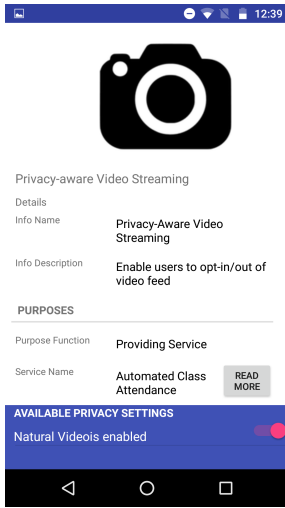 12:39
Privacy-aware Video Streaming
Details
Info Name
Privacy-Aware Video
Streaming
Info Description
Enable users to opt-in/out of
video feed
PURPOSES
Purpose Function
Providing Service
Service Name
Automated Class
Attendance
READ
MORE
AVAILABLE PRIVACY SETTINGS
Natural Videois enabled